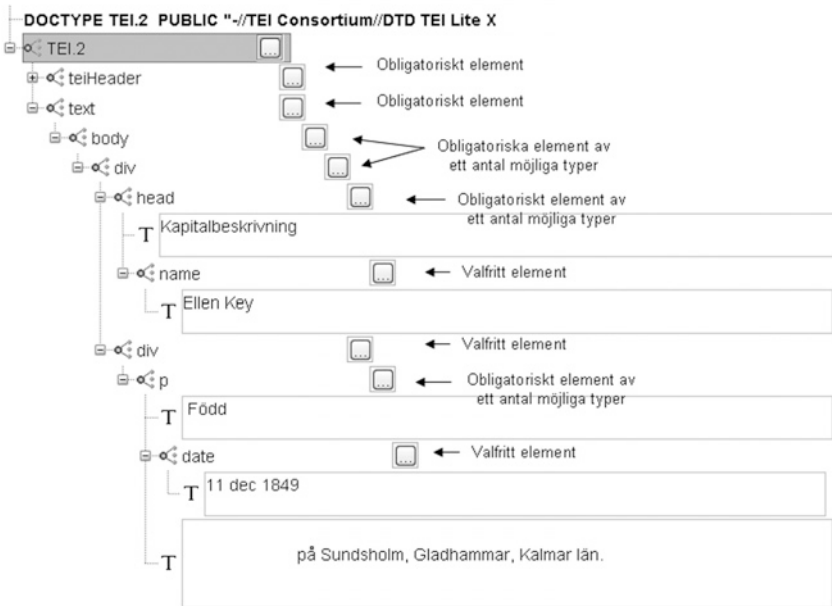 DOCTYPE TEI.2 PUBLIC "-//TEI Consortium//DTD TEI Lite X
TEI.2 ...
teiHeader ... Obligatoriskt element
text ... Obligatoriskt element
body ...
div ... Obligatoriska element av
ett antal möjliga typer
head ... Obligatoriskt element av
ett antal möjliga typer
T Kapitalbeskrivning
name ... Valfritt element
T Ellen Key
div ... Valfritt element
p ... Obligatoriskt element av
ett antal möjliga typer
T Född
date ... Valfritt element
T 11 dec 1849
T på Sundsholm, Gladhammar, Kalmar län.